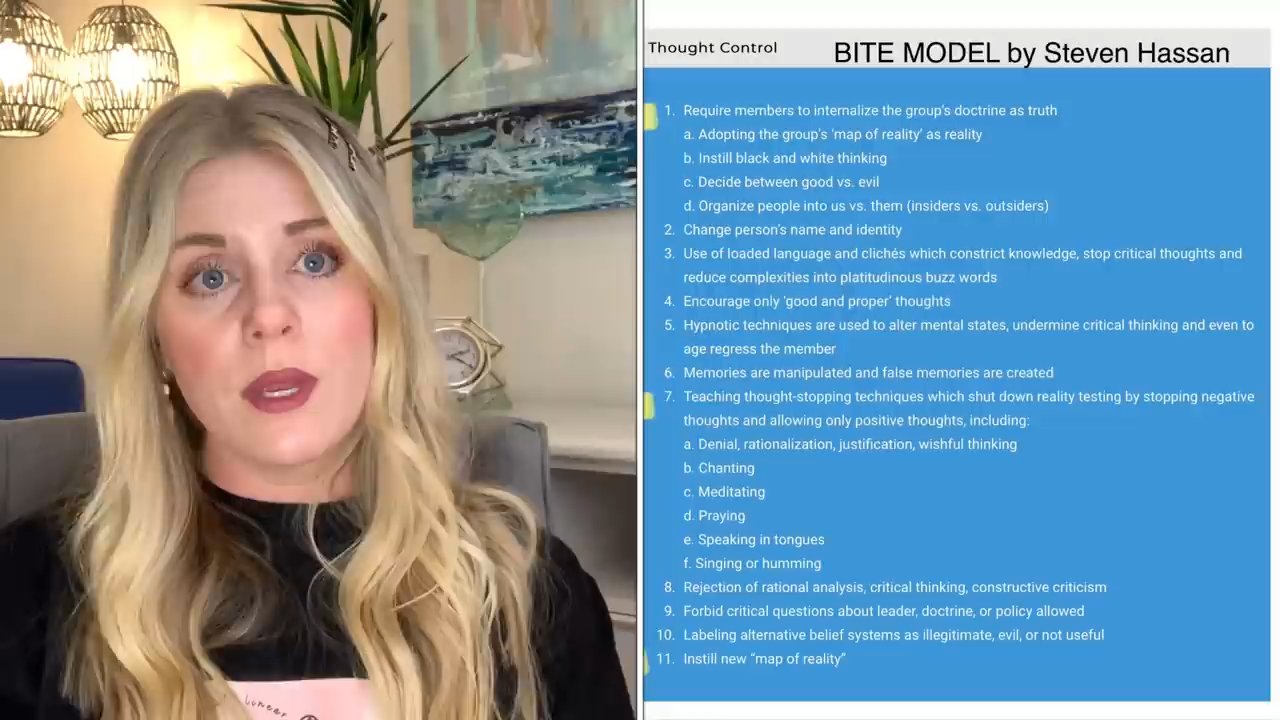 Thought Control
BITE MODEL by Steven Hassan
1. Require members to internalize the group's doctrine as truth
a. Adopting the group's 'map of reality' as reality
b. Instill black and white thinking
c. Decide between good vs. evil
d. Organize people into us vs. them (insiders vs. outsiders)
2. Change person's name and identity
3. Use of loaded language and clichés which constrict knowledge, stop critical thoughts and
reduce complexities into platitudinous buzz words
4. Encourage only 'good and proper' thoughts
5. Hypnotic techniques are used to alter mental states, undermine critical thinking and even to
age regress the member
6. Memories are manipulated and false memories are created
7. Teaching thought-stopping techniques which shut down reality testing by stopping negative
thoughts and allowing only positive thoughts, including:
a. Denial, rationalization, justification, wishful thinking
b. Chanting
c. Meditating
d. Praying
e. Speaking in tongues
f. Singing or humming
8. Rejection of rational analysis, critical thinking, constructive criticism
9. Forbid critical questions about leader, doctrine, or policy allowed
10. Labeling alternative belief systems as illegitimate, evil, or not useful
11. Instill new “map of reality”